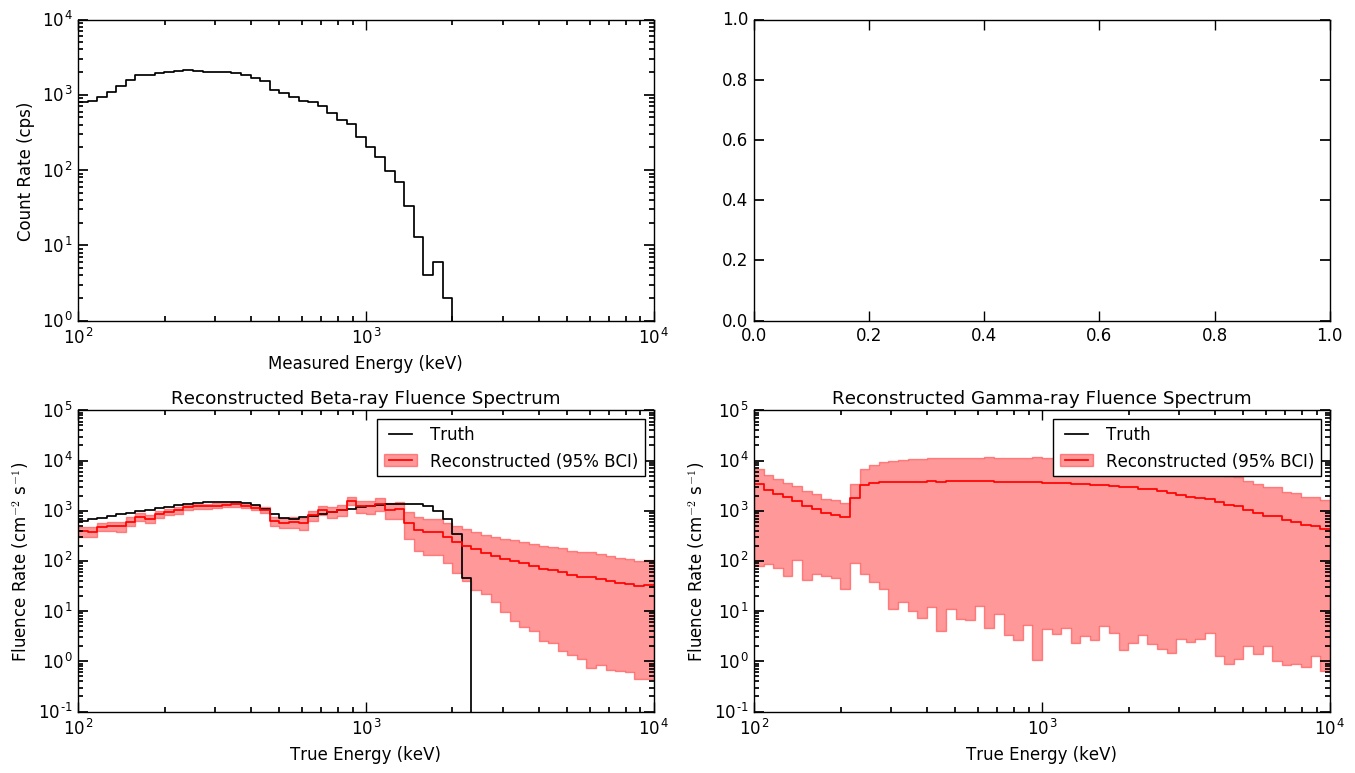 10^4
10^3
10^2
10^1
10^0
Count Rate (cps)
10^2 10^3 10^4
Measured Energy (keV)
1.0
0.8
0.6
0.4
0.2
0.0
0.0 0.2 0.4 0.6 0.8 1.0
Reconstructed Beta-ray Fluence Spectrum
10^5
10^4
10^3
10^2
10^1
10^0
10^-1
Fluence Rate (cm^−2 s^−1)
Truth
Reconstructed (95% BCI)
10^2 10^3 10^4
True Energy (keV)
Reconstructed Gamma-ray Fluence Spectrum
10^5
10^4
10^3
10^2
10^1
10^0
10^-1
Fluence Rate (cm^−2 s^−1)
Truth
Reconstructed (95% BCI)
10^2 10^3 10^4
True Energy (keV)